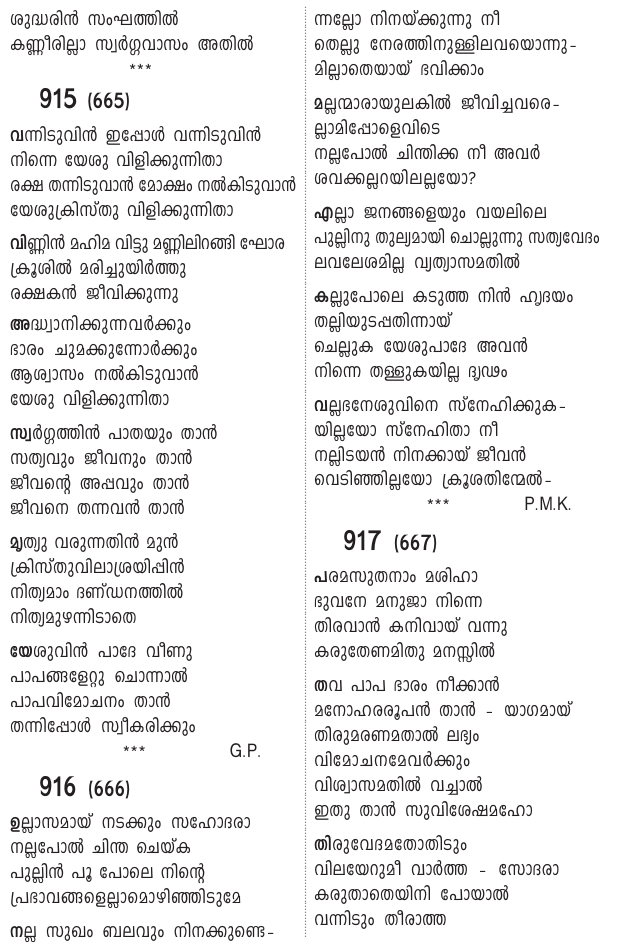 ശുദ്ധരിൻ സംഘത്തിൽ
കണ്ണീരില്ലാ സ്വർഗ്ഗവാസം അതിൽ
***
915 (665)
വന്നിടുവിൻ ഇപ്പോൾ വന്നിടുവിൻ
നിന്നെ യേശു വിളിക്കുന്നിതാ
രക്ഷ തന്നിടുവാൻ മോക്ഷം നൽകിടുവാൻ
യേശുക്രിസ്തു വിളിക്കുന്നിതാ
വിണ്ണിൻ മഹിമ വിട്ടു മണ്ണിലിറങ്ങി ഘോര
ക്രൂശിൽ മരിച്ചുയിർത്തു
രക്ഷകൻ ജീവിക്കുന്നു
അദ്ധ്വാനിക്കുന്നവർക്കും
ഭാരം ചുമക്കുന്നോർക്കും
ആശ്വാസം നൽകിടുവാൻ
യേശു വിളിക്കുന്നിതാ
സ്വർഗ്ഗത്തിൻ പാതയും താൻ
സത്യവും ജീവനും താൻ
ജീവന്റെ അപ്പവും താൻ
ജീവനെ തന്നവൻ താൻ
മൃത്യു വരുന്നതിൻ മുൻ
ക്രിസ്തുവിലാശ്രയിപ്പിൻ
നിത്യമാം ദണ്ഡനത്തിൽ
നിത്യമുഴന്നിടാതെ
യേശുവിൻ പാദേ വീണു
പാപങ്ങളേറ്റു ചൊന്നാൽ
പാപവിമോചനം താൻ
തന്നിപ്പോൾ സ്വീകരിക്കും
*** G.P.
916 (666)
ഉല്ലാസമായ് നടക്കും സഹോദരാ
നല്ലപോൽ ചിന്ത ചെയ്ക
പുല്ലിൻ പൂ പോലെ നിന്റെ
പ്രഭാവങ്ങളെല്ലാമൊഴിഞ്ഞിടുമേ
നല്ല സുഖം ബലവും നിനക്കുണ്ടെ-
ന്നല്ലോ നിനയ്ക്കുന്നു നീ
തെല്ലു നേരത്തിനുള്ളിലവയൊന്നു-
മില്ലാതെയായ് ഭവിക്കാം
മല്ലന്മാരായുലകിൽ ജീവിച്ചവരെ-
ല്ലാമിപ്പോളെവിടെ
നല്ലപോൽ ചിന്തിക്ക നീ അവർ
ശവക്കല്ലറയിലല്ലയോ?
എല്ലാ ജനങ്ങളെയും വയലിലെ
പുല്ലിനു തുല്യമായി ചൊല്ലുന്നു സത്യവേദം
ലവലേശമില്ല വ്യത്യാസമതിൽ
കല്ലുപോലെ കടുത്ത നിൻ ഹൃദയം
തല്ലിയുടപ്പതിന്നായ്
ചെല്ലുക യേശുപാദേ അവൻ
നിന്നെ തള്ളുകയില്ല ദൃഢം
വല്ലഭനേശുവിനെ സ്നേഹിക്കുക-
യില്ലയോ സ്നേഹിതാ നീ
നല്ലിടയൻ നിനക്കായ് ജീവൻ
വെടിഞ്ഞില്ലയോ ക്രൂശതിന്മേൽ-
*** P.M.K.
917 (667)
പരമസുതനാം മശിഹാ
ഭുവനേ മനുജാ നിന്നെ
തിരവാൻ കനിവായ് വന്നു
കരുതേണമിതു മനസ്സിൽ
തവ പാപ ഭാരം നീക്കാൻ
മനോഹരരൂപൻ താൻ - യാഗമായ്
തിരുമരണമതാൽ ലഭ്യം
വിമോചനമേവർക്കും
വിശ്വാസമതിൽ വച്ചാൽ
ഇതു താൻ സുവിശേഷമഹോ
തിരുവേദമതോതിടും
വിലയേറുമീ വാർത്ത - സോദരാ
കരുതാതെയിനി പോയാൽ
വന്നിടും തീരാത്ത